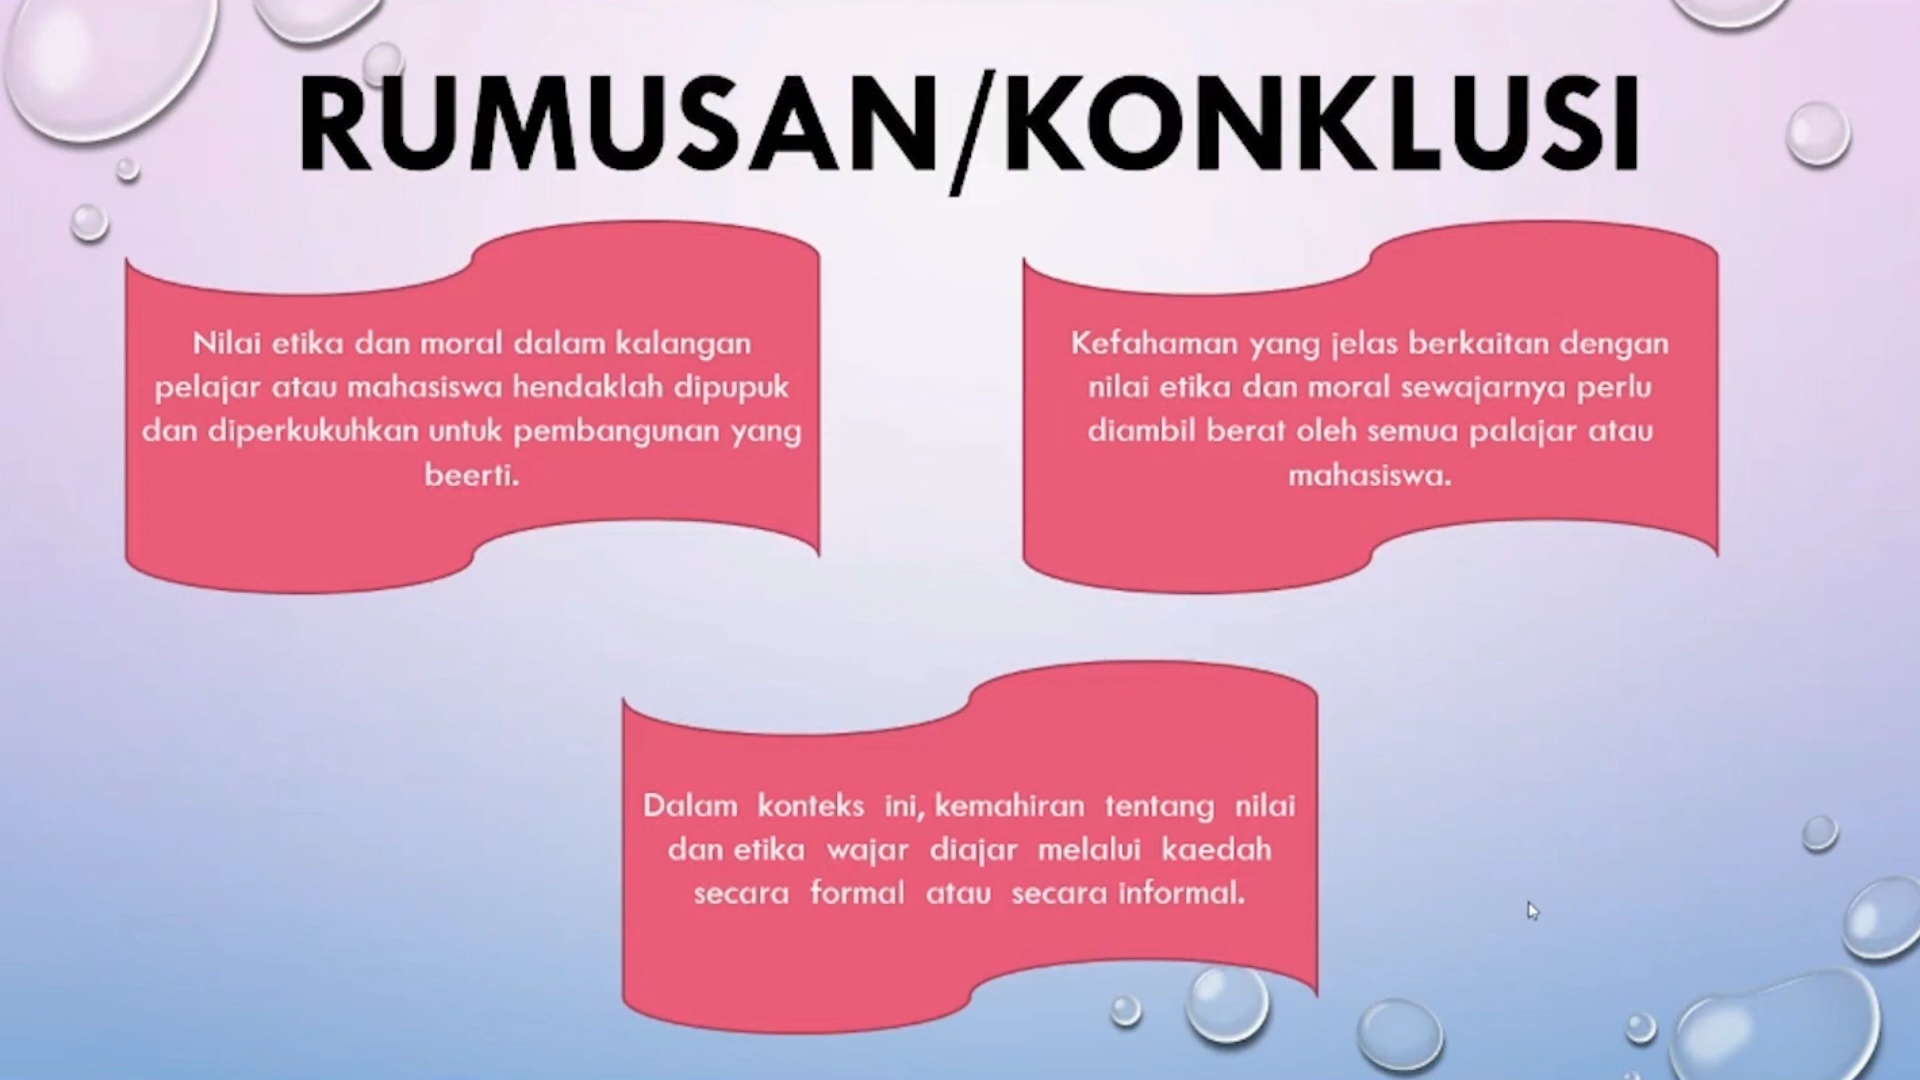 RUMUSAN/KONKLUSI
Nilai etika dan moral dalam kalangan
pelajar atau mahasiswa hendaklah dipupuk
dan diperkukuhkan untuk pembangunan yang
beerti.
Kefahaman yang jelas berkaitan dengan
nilai etika dan moral sewajarnya perlu
diambil berat oleh semua palajar atau
mahasiswa.
Dalam konteks ini, kemahiran tentang nilai
dan etika wajar diajar melalui kaedah
secara formal atau secara informal.